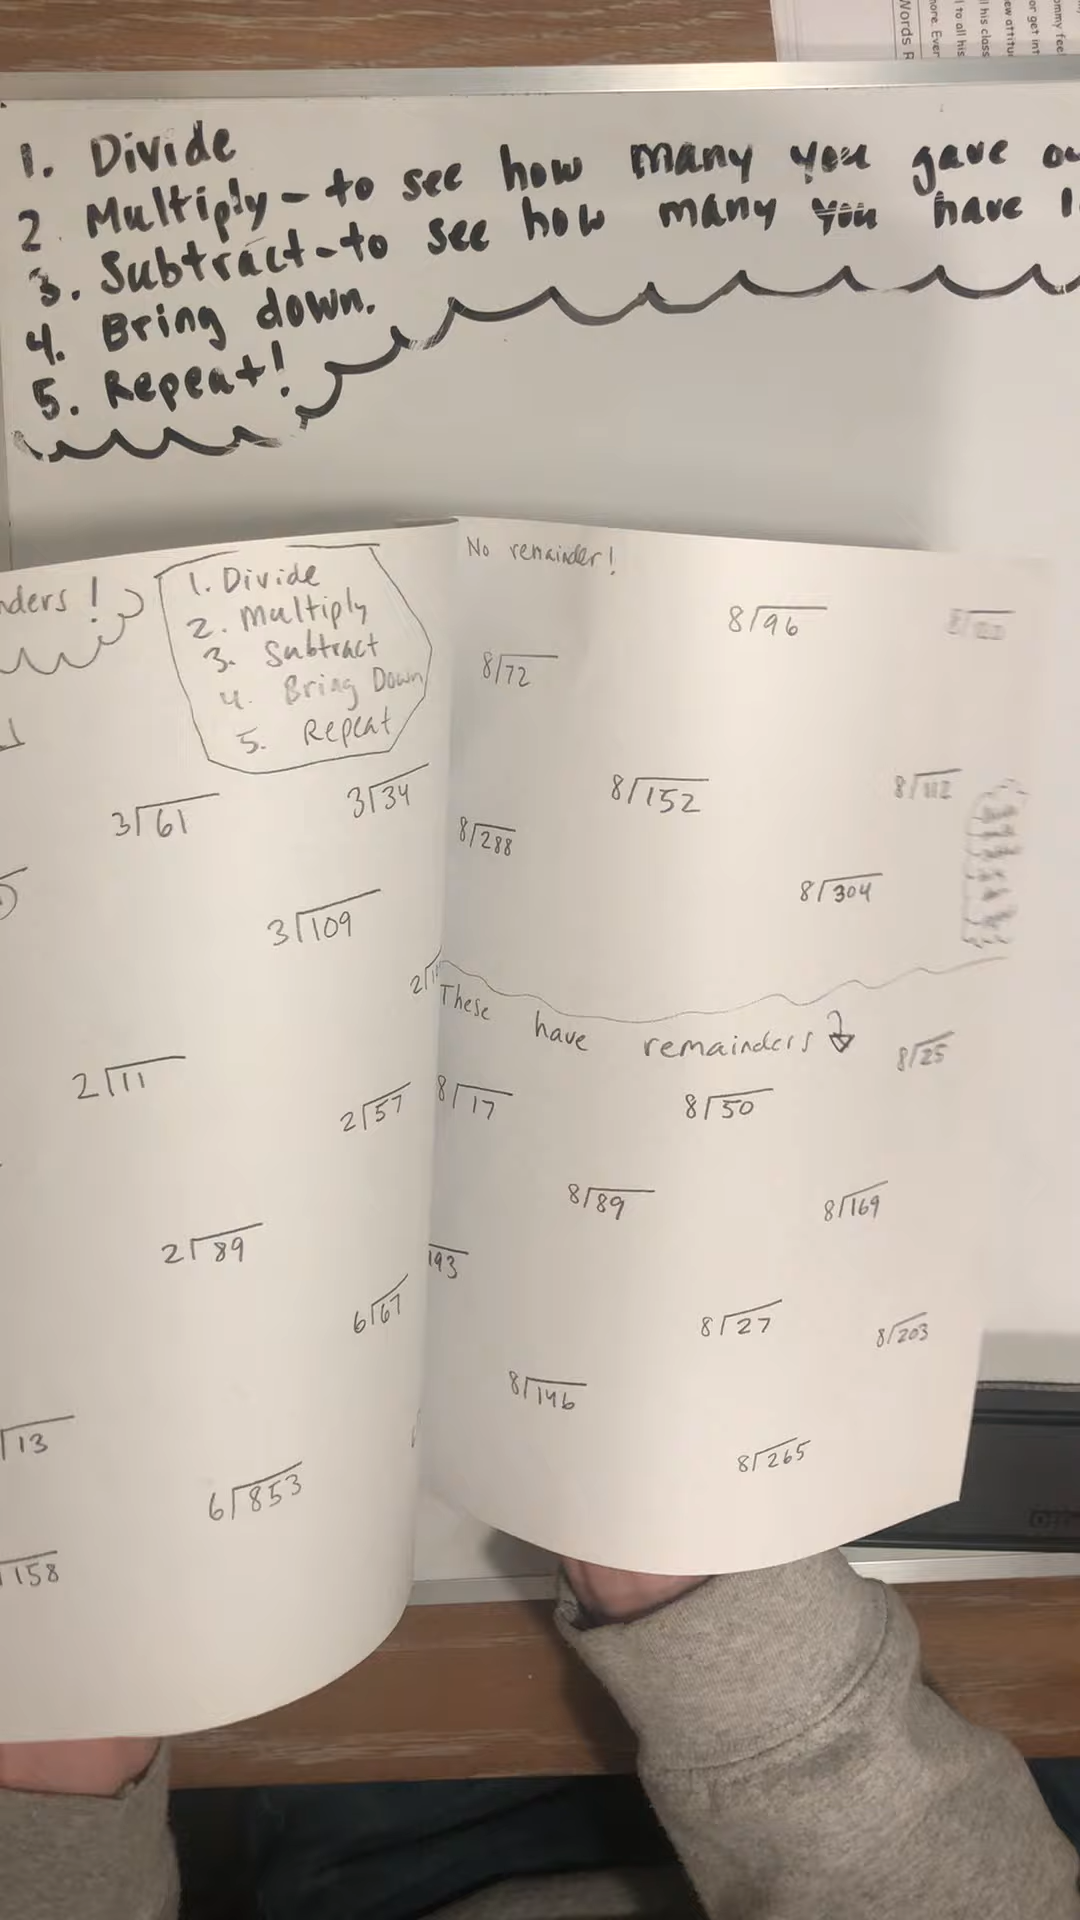 1. Divide
2. Multiply - to see how many you gave
3. Subtract - to see how many you have
4. Bring down.
5. Repeat!
1. Divide
2. Multiply
3. Subtract
4. Bring Down
5. Repeat
3/61
3/34
3/109
2/11
2/57
2/89
6/67
13
6/853
158
No remainder!
8/96
8/72
8/152
8/112
8/288
8/304
These have remainders
8/25
8/17
8/50
8/89
8/169
193
8/27
8/203
8/146
8/265
Words